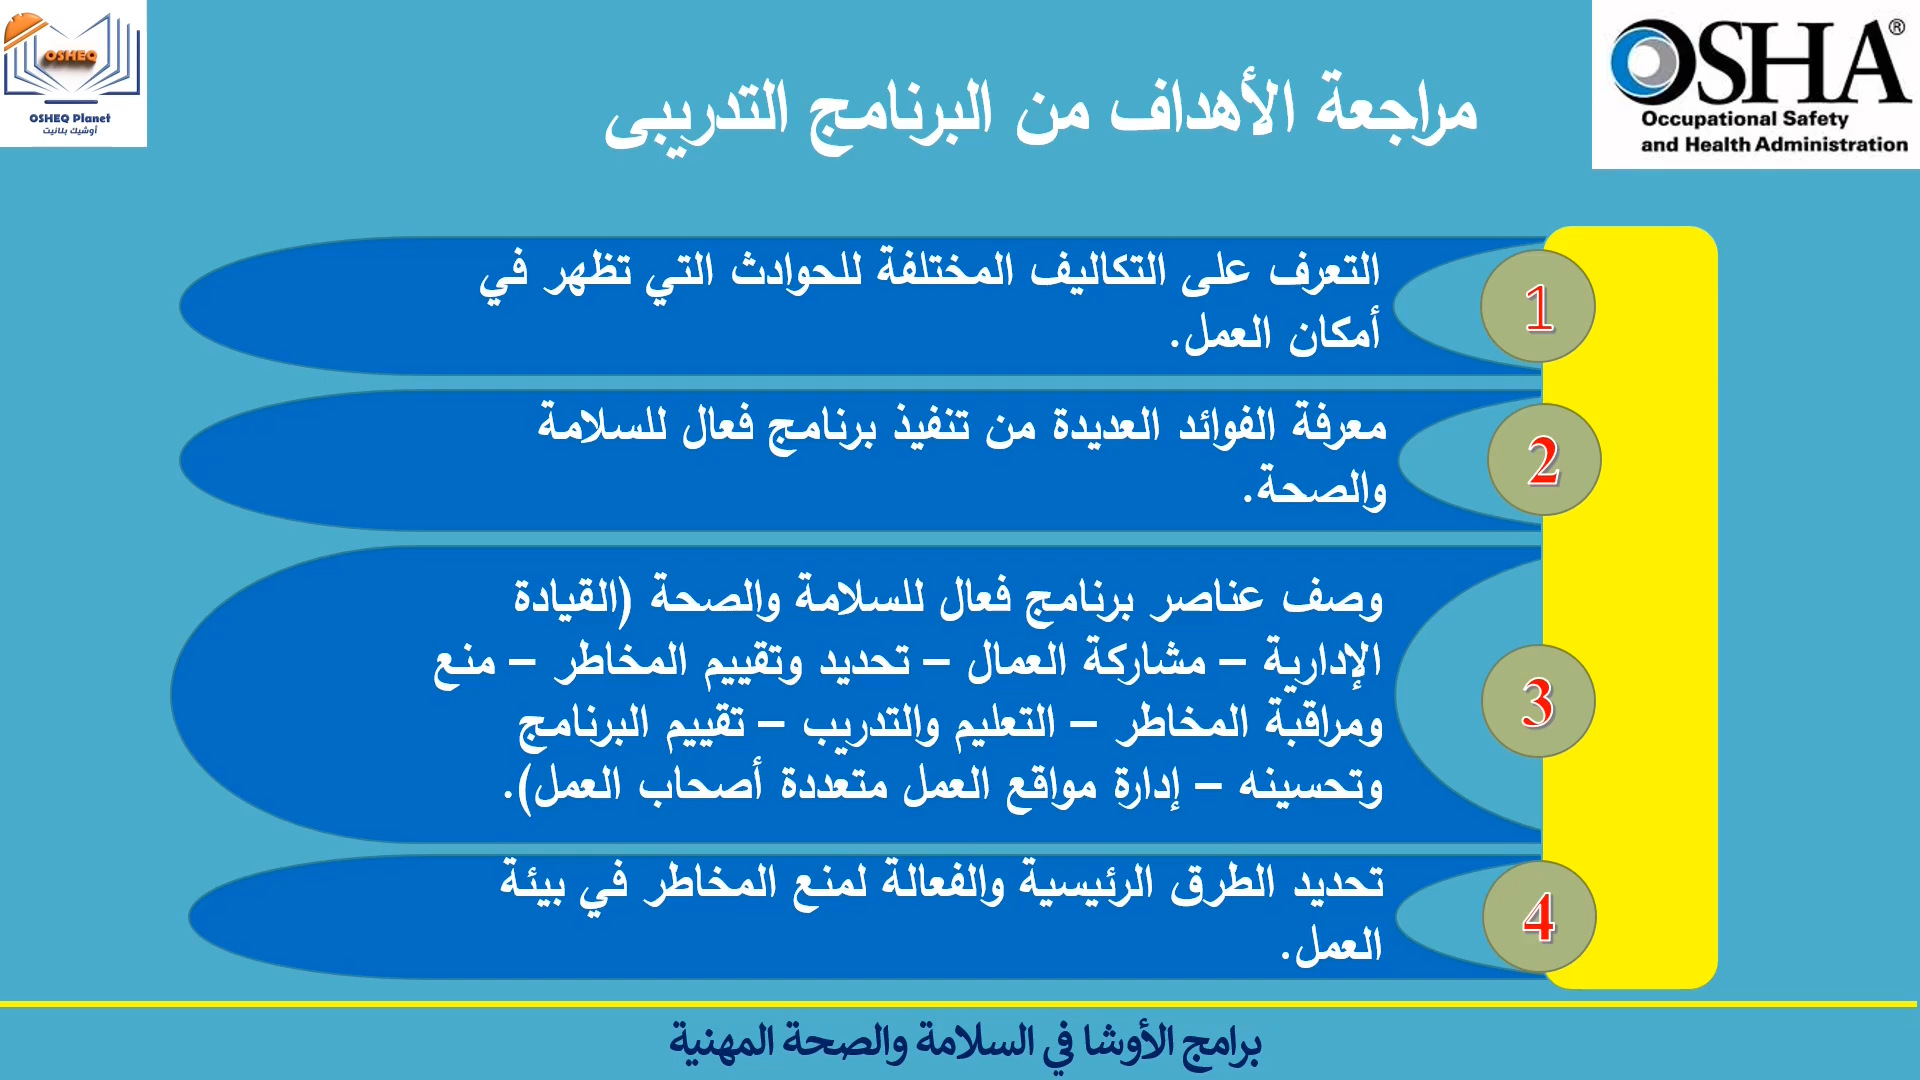 OSHEQ
OSHEQ Planet
أوشيك بلانيت
OSHA®
Occupational Safety
and Health Administration
مراجعة الأهداف من البرنامج التدريبى
1
التعرف على التكاليف المختلفة للحوادث التي تظهر في
أمكان العمل.
2
معرفة الفوائد العديدة من تنفيذ برنامج فعال للسلامة
والصحة.
3
وصف عناصر برنامج فعال للسلامة والصحة (القيادة
الإدارية – مشاركة العمال – تحديد وتقييم المخاطر – منع
ومراقبة المخاطر – التعليم والتدريب – تقييم البرنامج
وتحسينه – إدارة مواقع العمل متعددة أصحاب العمل).
4
تحديد الطرق الرئيسية والفعالة لمنع المخاطر في بيئة
العمل.
برامج الأوشا في السلامة والصحة المهنية